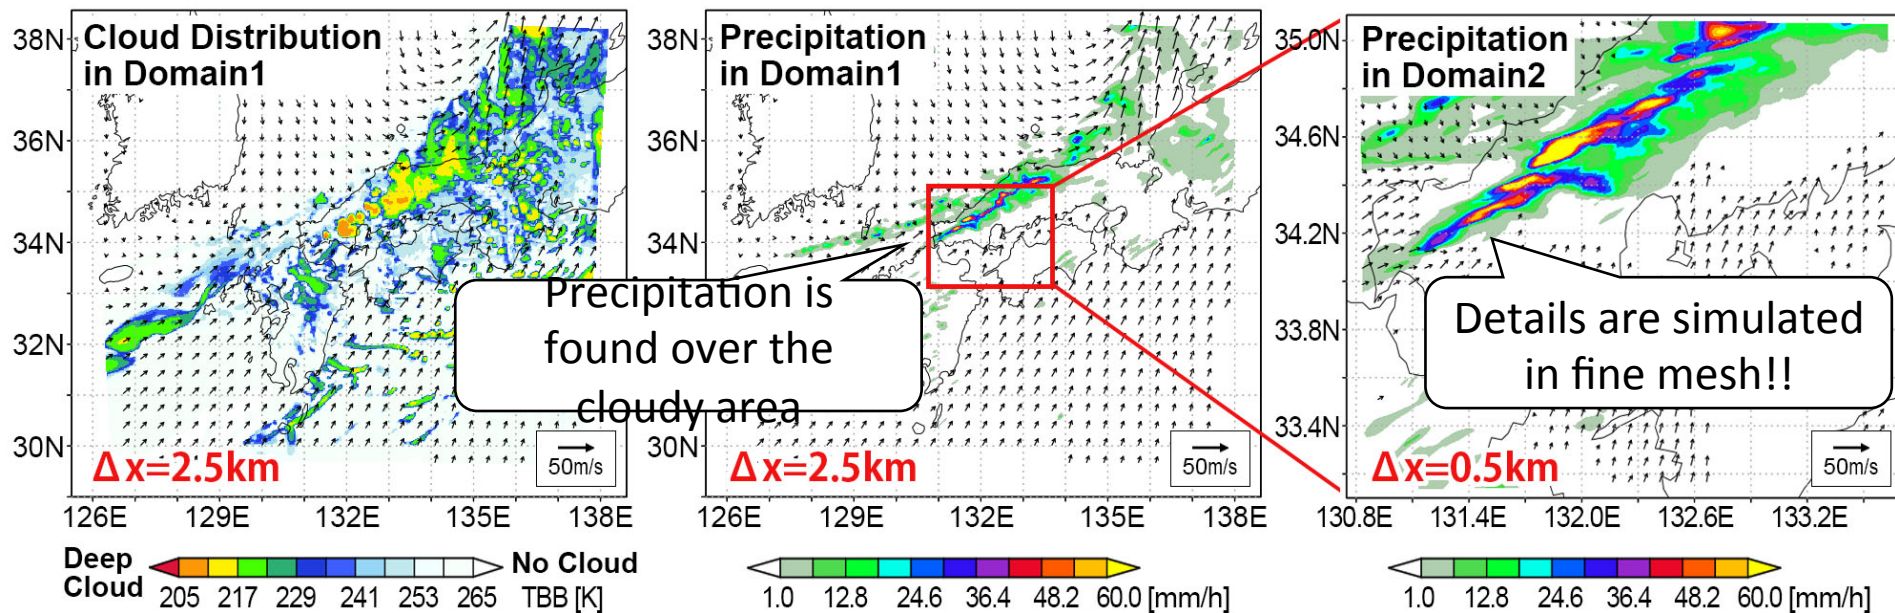 Cloud Distribution
in Domain1
38N
36N
34N
32N
30N
Δx=2.5km
50m/s
126E 129E 132E 135E 138E
Deep
Cloud
No Cloud
205 217 229 241 253 265 TBB [K]
Precipitation
in Domain1
38N
36N
34N
32N
30N
Precipitation is
found over the
cloudy area
Δx=2.5km
50m/s
126E 129E 132E 135E 138E
1.0 12.8 24.6 36.4 48.2 60.0 [mm/h]
Precipitation
in Domain2
35.0N
34.6N
34.2N
33.8N
33.4N
Details are simulated
in fine mesh!!
Δx=0.5km
50m/s
130.8E 131.4E 132.0E 132.6E 133.2E
1.0 12.8 24.6 36.4 48.2 60.0 [mm/h]